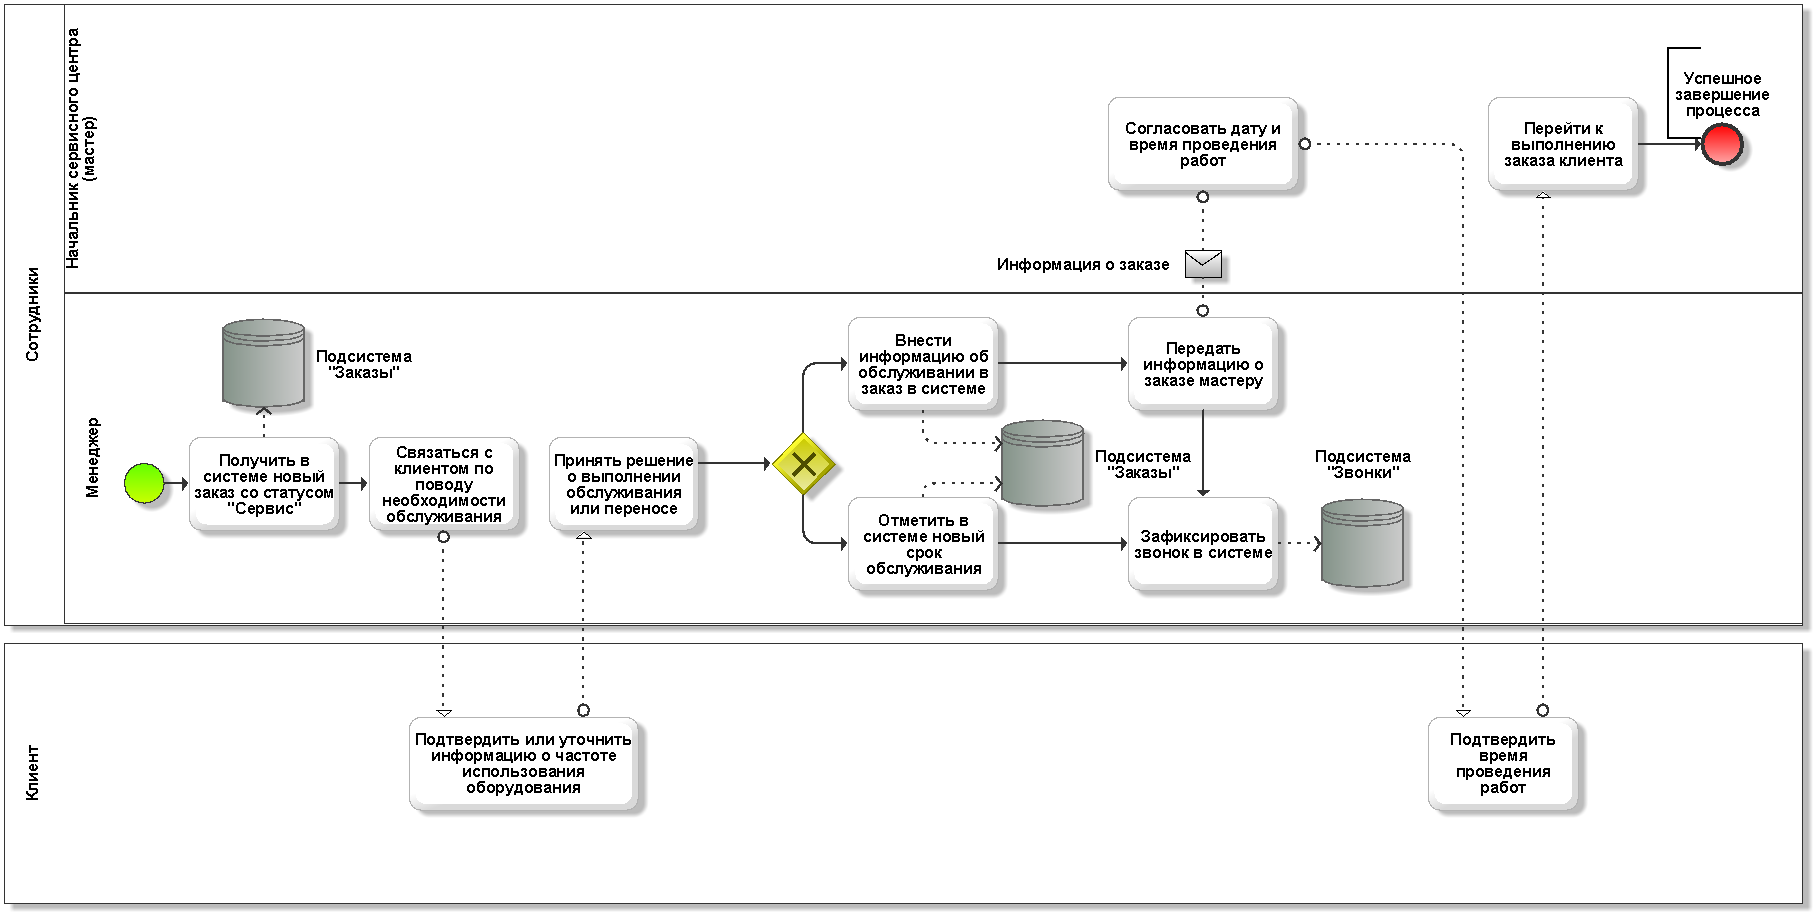 Сотрудники
Начальник сервисного центра
(мастер)
Согласовать дату и
время проведения
работ
Перейти к
выполнению
заказа клиента
Успешное
завершение
процесса
Информация о заказе
Менеджер
Подсистема
"Заказы"
Получить в
системе новый
заказ со статусом
"Сервис"
Связаться с
клиентом по
поводу
необходимости
обслуживания
Принять решение
о выполнении
обслуживания
или переносе
Внести
информацию об
обслуживании в
заказ в системе
Передать
информацию о
заказе мастеру
Подсистема
"Заказы"
Отметить в
системе новый
срок
обслуживания
Зафиксировать
звонок в системе
Подсистема
"Звонки"
Клиент
Подтвердить или уточнить
информацию о частоте
использования
оборудования
Подтвердить
время
проведения
работ